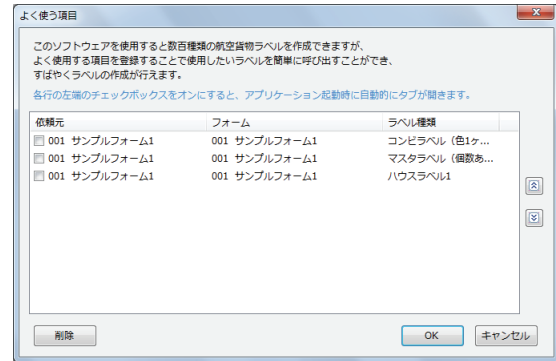 よく使う項目
このソフトウェアを使用すると数百種類の航空貨物ラベルを作成できますが、
よく使用する項目を登録することで使用したいラベルを簡単に呼び出すことができ、
すばやくラベルの作成が行えます。
各行の左端のチェックボックスをオンにすると、アプリケーション起動時に自動的にタブが開きます。
依頼元 フォーム ラベル種類
001 サンプルフォーム1 001 サンプルフォーム1 コンビラベル（色1ヶ...
001 サンプルフォーム1 001 サンプルフォーム1 マスタラベル（個数あ...
001 サンプルフォーム1 001 サンプルフォーム1 ハウスラベル1
削除 OK キャンセル